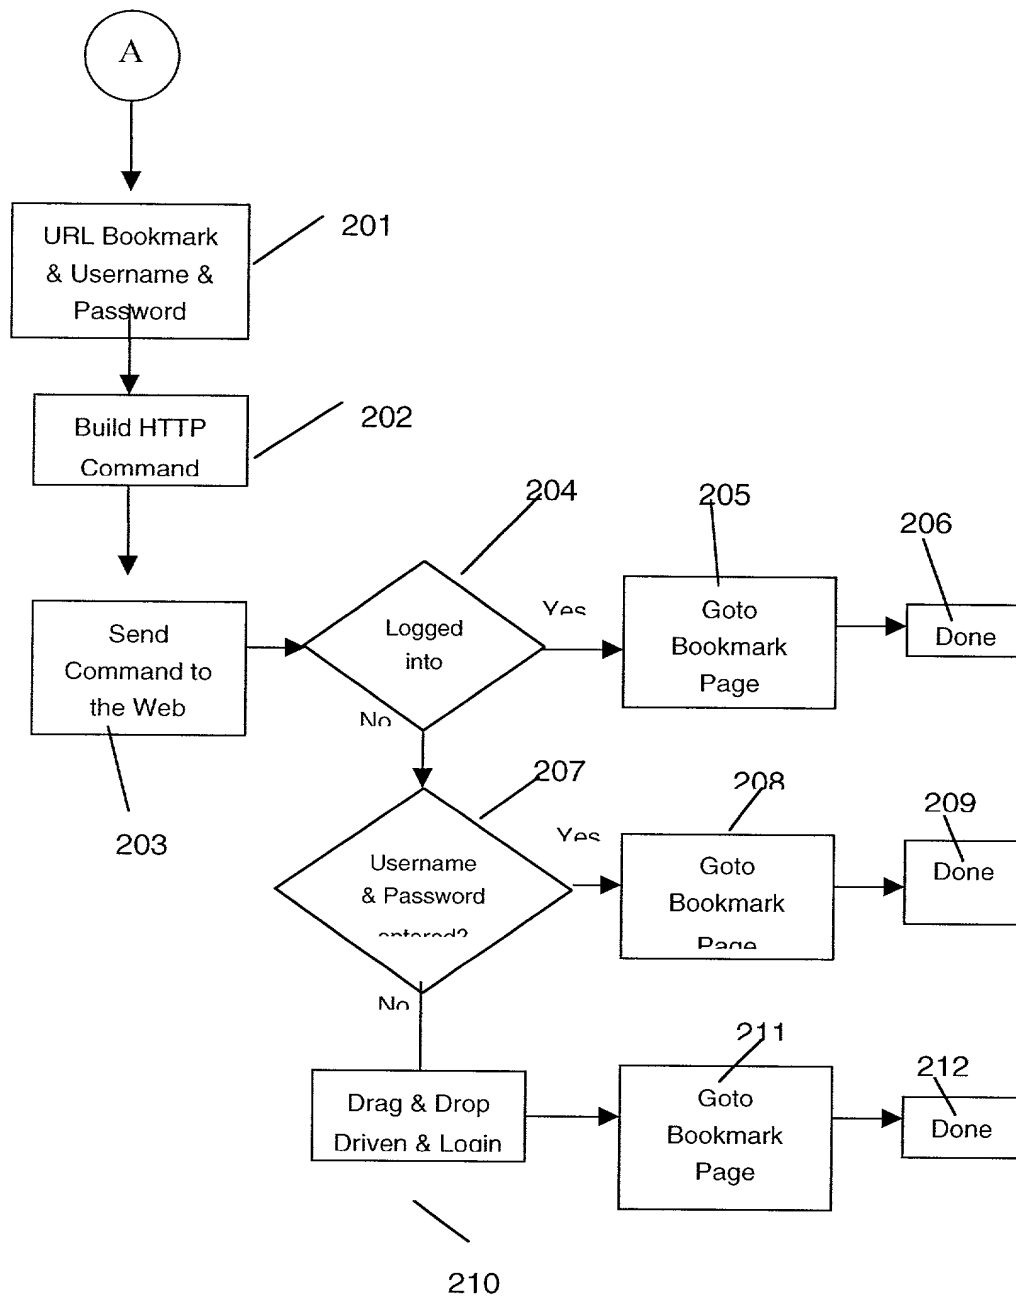 A
URL Bookmark
& Username &
Password
201
Build HTTP
Command
202
Send
Command to
the Web
203
204
Logged
into
Yes
No
205
Goto
Bookmark
Page
206
Done
207
Username
& Password
entered?
Yes
No
208
Goto
Bookmark
Page
209
Done
Drag & Drop
Driven & Login
210
211
Goto
Bookmark
Page
212
Done